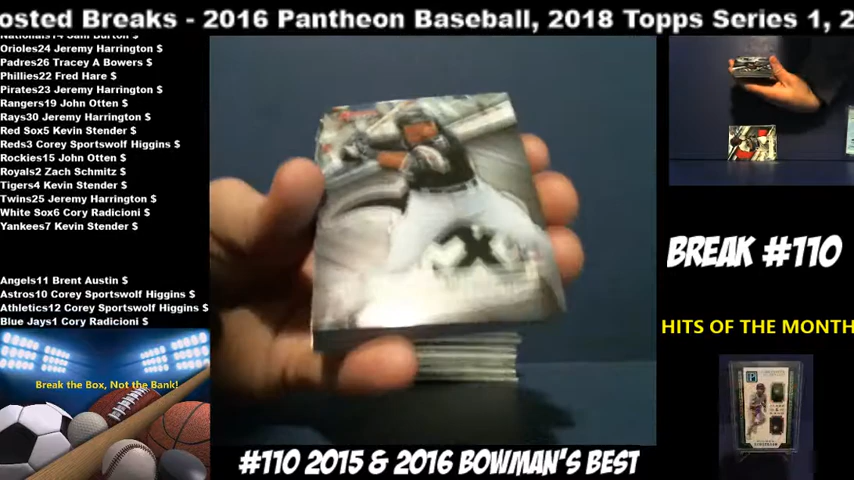 osted Breaks - 2016 Pantheon Baseball, 2018 Topps Series 1, 2
Nationals14 Sam Burton $
Orioles24 Jeremy Harrington $
Padres26 Tracey A Bowers $
Phillies22 Fred Hare $
Pirates23 Jeremy Harrington $
Rangers19 John Otten $
Rays30 Jeremy Harrington $
Red Sox5 Kevin Stender $
Reds3 Corey Sportswolf Higgins $
Rockies15 John Otten $
Royals2 Zach Schmitz $
Tigers4 Kevin Stender $
Twins25 Jeremy Harrington $
White Sox6 Cory Radicioni $
Yankees7 Kevin Stender $
Angels11 Brent Austin $
Astros10 Corey Sportswolf Higgins $
Athletics12 Corey Sportswolf Higgins $
Blue Jays1 Cory Radicioni $
Break the Box, Not the Bank!
BREAK #110
HITS OF THE MONTH
#110 2015 & 2016 BOWMAN'S BEST